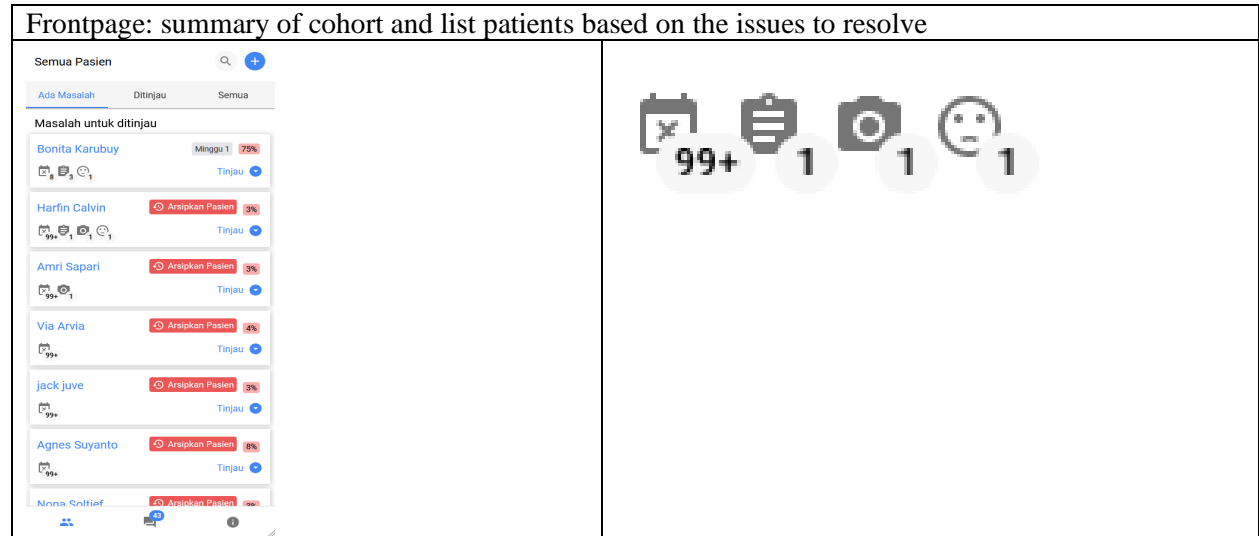 Frontpage: summary of cohort and list patients based on the issues to resolve
Semua Pasien
Ada Masalah Ditinjau Semua
Masalah untuk ditinjau
Bonita Karubuy Minggu 1 75%
8 3 1 Tinjau
Harfin Calvin Arsipkan Pasien 3%
99+ 1 1 1 Tinjau
Amri Sapari Arsipkan Pasien 3%
99+ 1 Tinjau
Via Arvia Arsipkan Pasien 4%
99+ Tinjau
jack juve Arsipkan Pasien 3%
99+ Tinjau
Agnes Suyanto Arsipkan Pasien 8%
99+ Tinjau
Nona Soltief Arsipkan Pasien
43
99+ 1 1 1